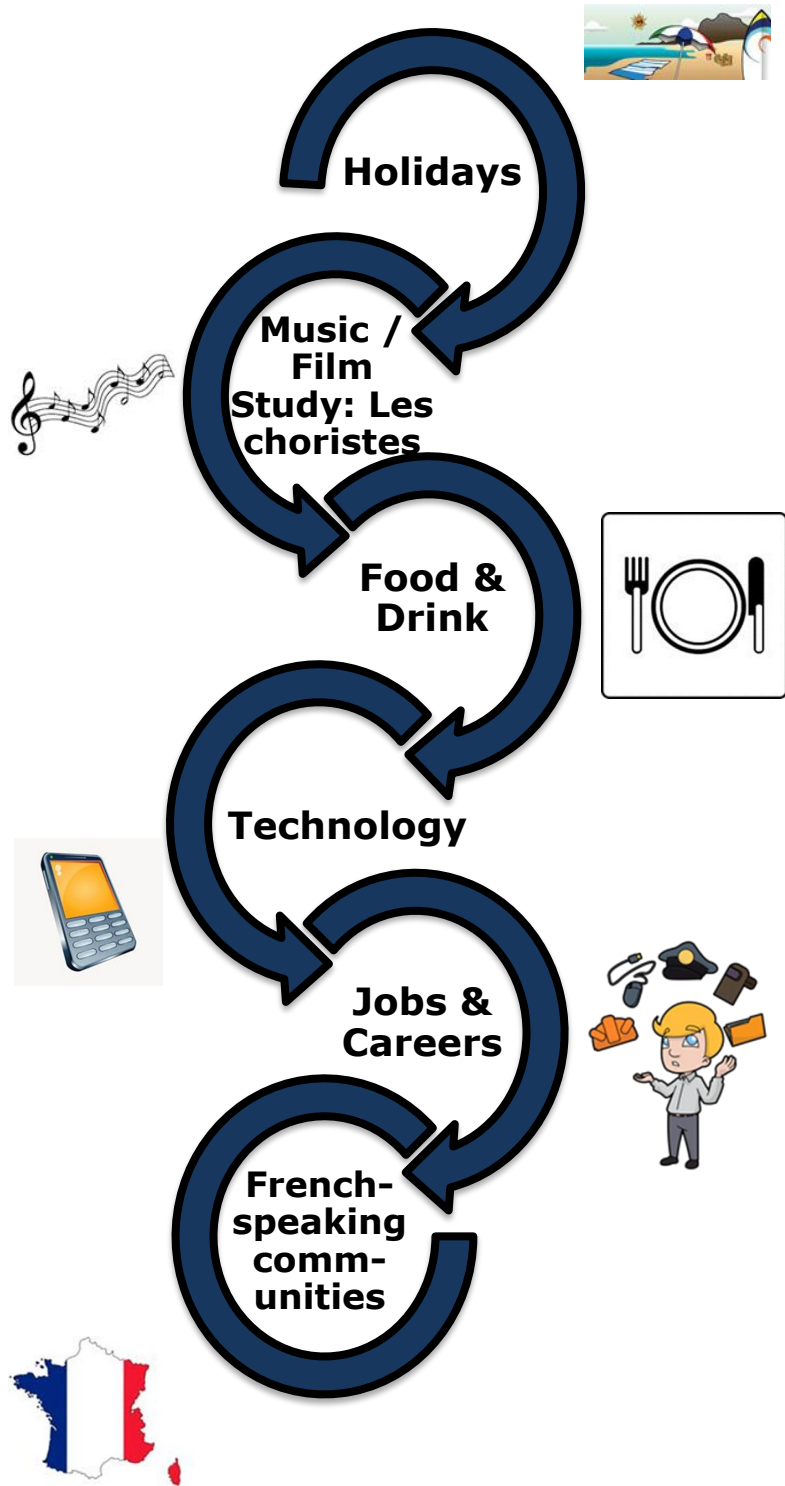 Holidays
Music /
Film
Study: Les
choristes
Food &
Drink
Technology
Jobs &
Careers
French-
speaking
comm-
unities